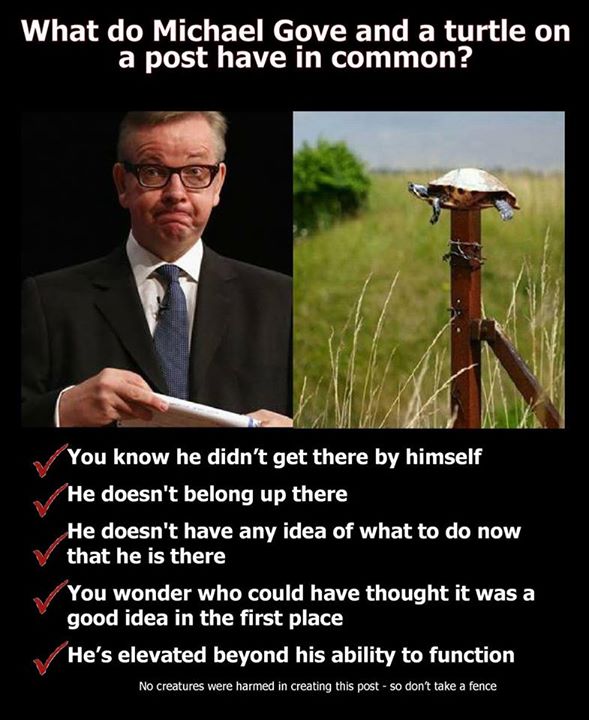 What do Michael Gove and a turtle on
a post have in common?
You know he didn’t get there by himself
He doesn't belong up there
He doesn't have any idea of what to do now
that he is there
You wonder who could have thought it was a
good idea in the first place
He’s elevated beyond his ability to function
No creatures were harmed in creating this post - so don’t take a fence